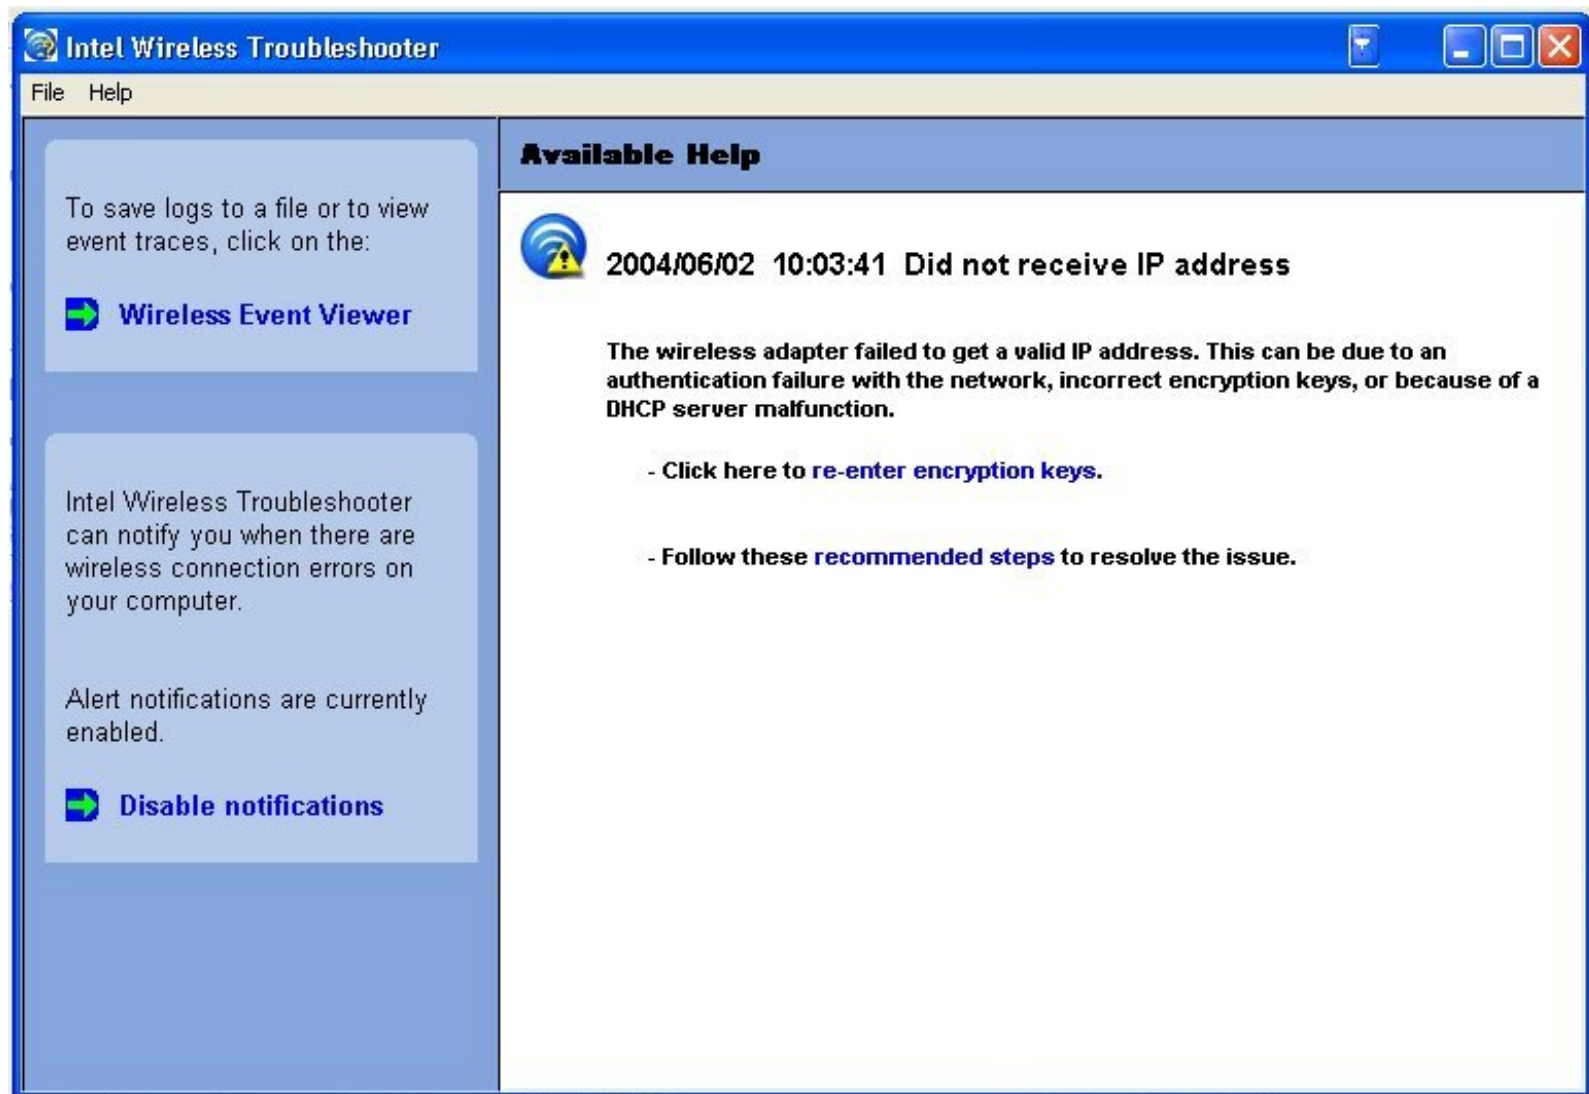 Intel Wireless Troubleshooter
File Help
To save logs to a file or to view
event traces, click on the:
Wireless Event Viewer
Intel Wireless Troubleshooter
can notify you when there are
wireless connection errors on
your computer.
Alert notifications are currently
enabled.
Disable notifications
Available Help
2004/06/02 10:03:41 Did not receive IP address
The wireless adapter failed to get a valid IP address. This can be due to an
authentication failure with the network, incorrect encryption keys, or because of a
DHCP server malfunction.
- Click here to re-enter encryption keys.
- Follow these recommended steps to resolve the issue.